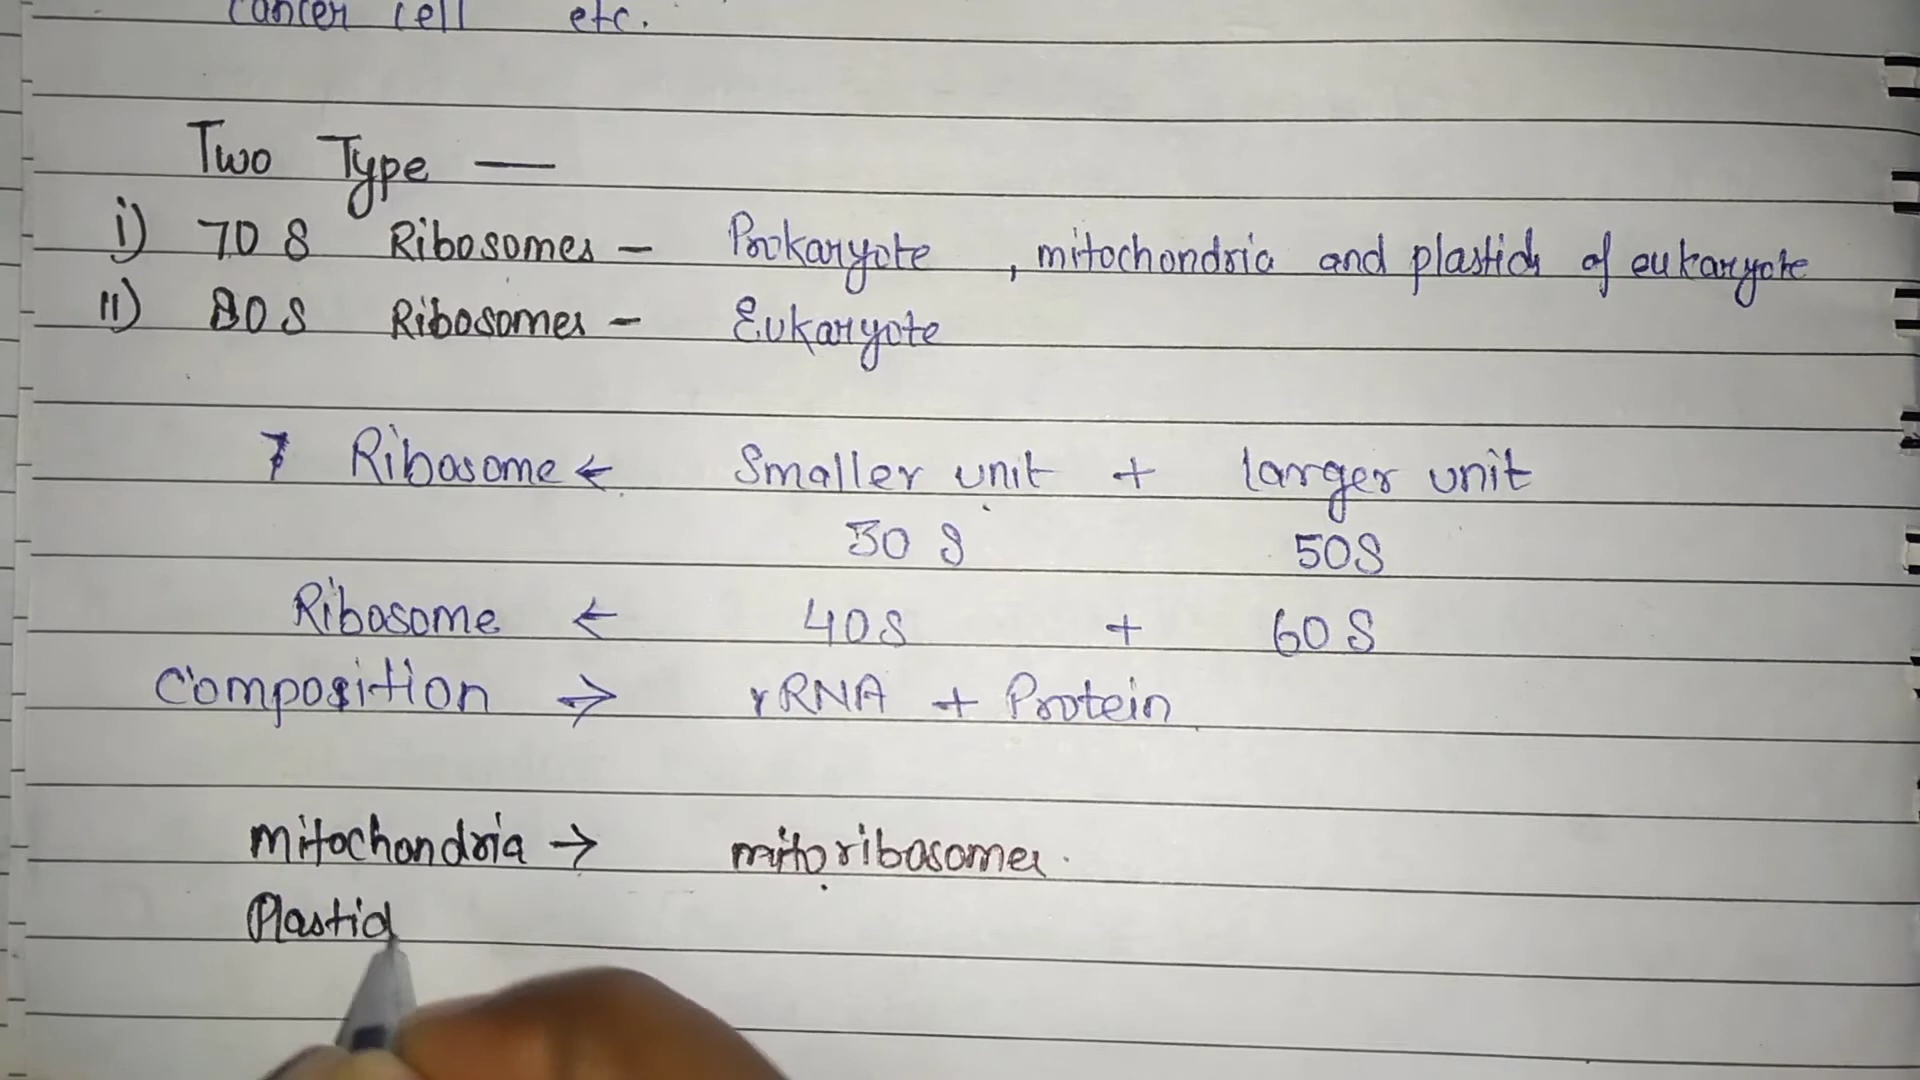 cancer cell etc.
Two Type —
i) 70 S Ribosomes - Prokaryote , mitochondria and plastids of eukaryote
ii) 80 S Ribosomes - Eukaryote
7 Ribosome ← Smaller unit + larger unit
30 S 50S
Ribosome ← 40S + 60 S
Composition → rRNA + Protein
mitochondria → mitoribosomes.
Plastid